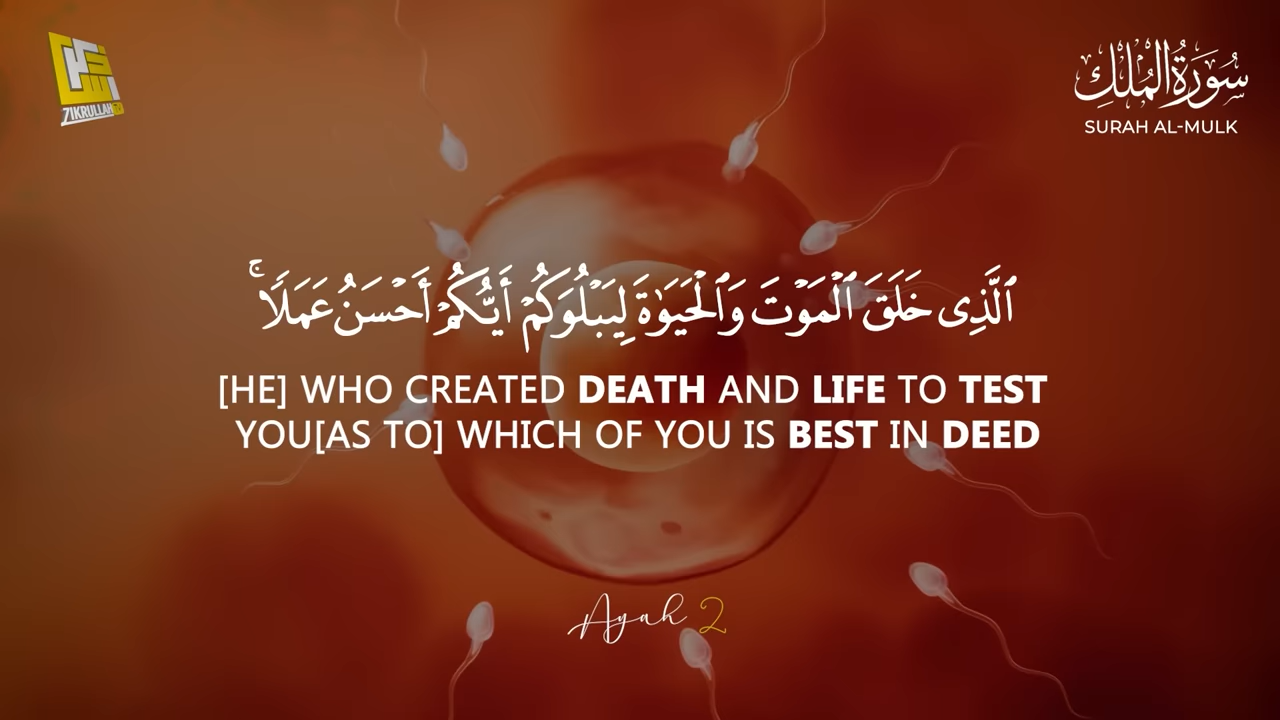 ZIKRULLAH TV
سُورَةُ المُلْكِ
SURAH AL-MULK
ٱلَّذِى خَلَقَ ٱلْمَوْتَ وَٱلْحَيَوٰةَ لِيَبْلُوَكُمْ أَيُّكُمْ أَحْسَنُ عَمَلًا ۚ
[HE] WHO CREATED DEATH AND LIFE TO TEST
YOU[AS TO] WHICH OF YOU IS BEST IN DEED
Ayah 2